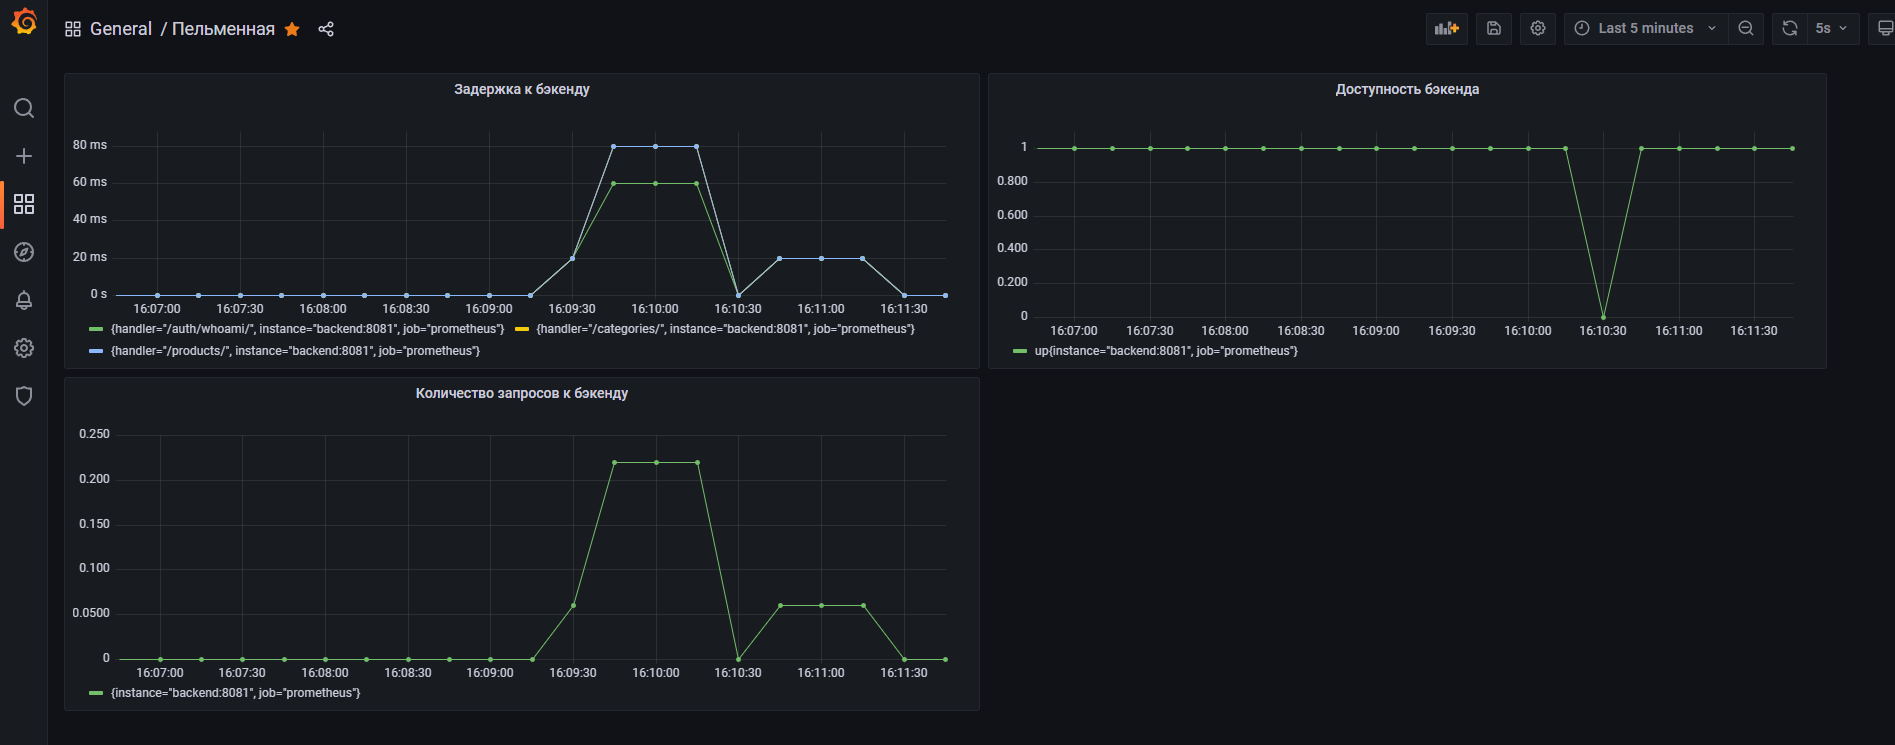 General / Пельменная
Last 5 minutes
5s
Задержка к бэкенду
80 ms
60 ms
40 ms
20 ms
0 s
16:07:00 16:07:30 16:08:00 16:08:30 16:09:00 16:09:30 16:10:00 16:10:30 16:11:00 16:11:30
{handler="/auth/whoami/", instance="backend:8081", job="prometheus"} {handler="/categories/", instance="backend:8081", job="prometheus"}
{handler="/products/", instance="backend:8081", job="prometheus"}
Доступность бэкенда
1
0.800
0.600
0.400
0.200
0
16:07:00 16:07:30 16:08:00 16:08:30 16:09:00 16:09:30 16:10:00 16:10:30 16:11:00 16:11:30
up{instance="backend:8081", job="prometheus"}
Количество запросов к бэкенду
0.250
0.200
0.150
0.100
0.0500
0
16:07:00 16:07:30 16:08:00 16:08:30 16:09:00 16:09:30 16:10:00 16:10:30 16:11:00 16:11:30
{instance="backend:8081", job="prometheus"}